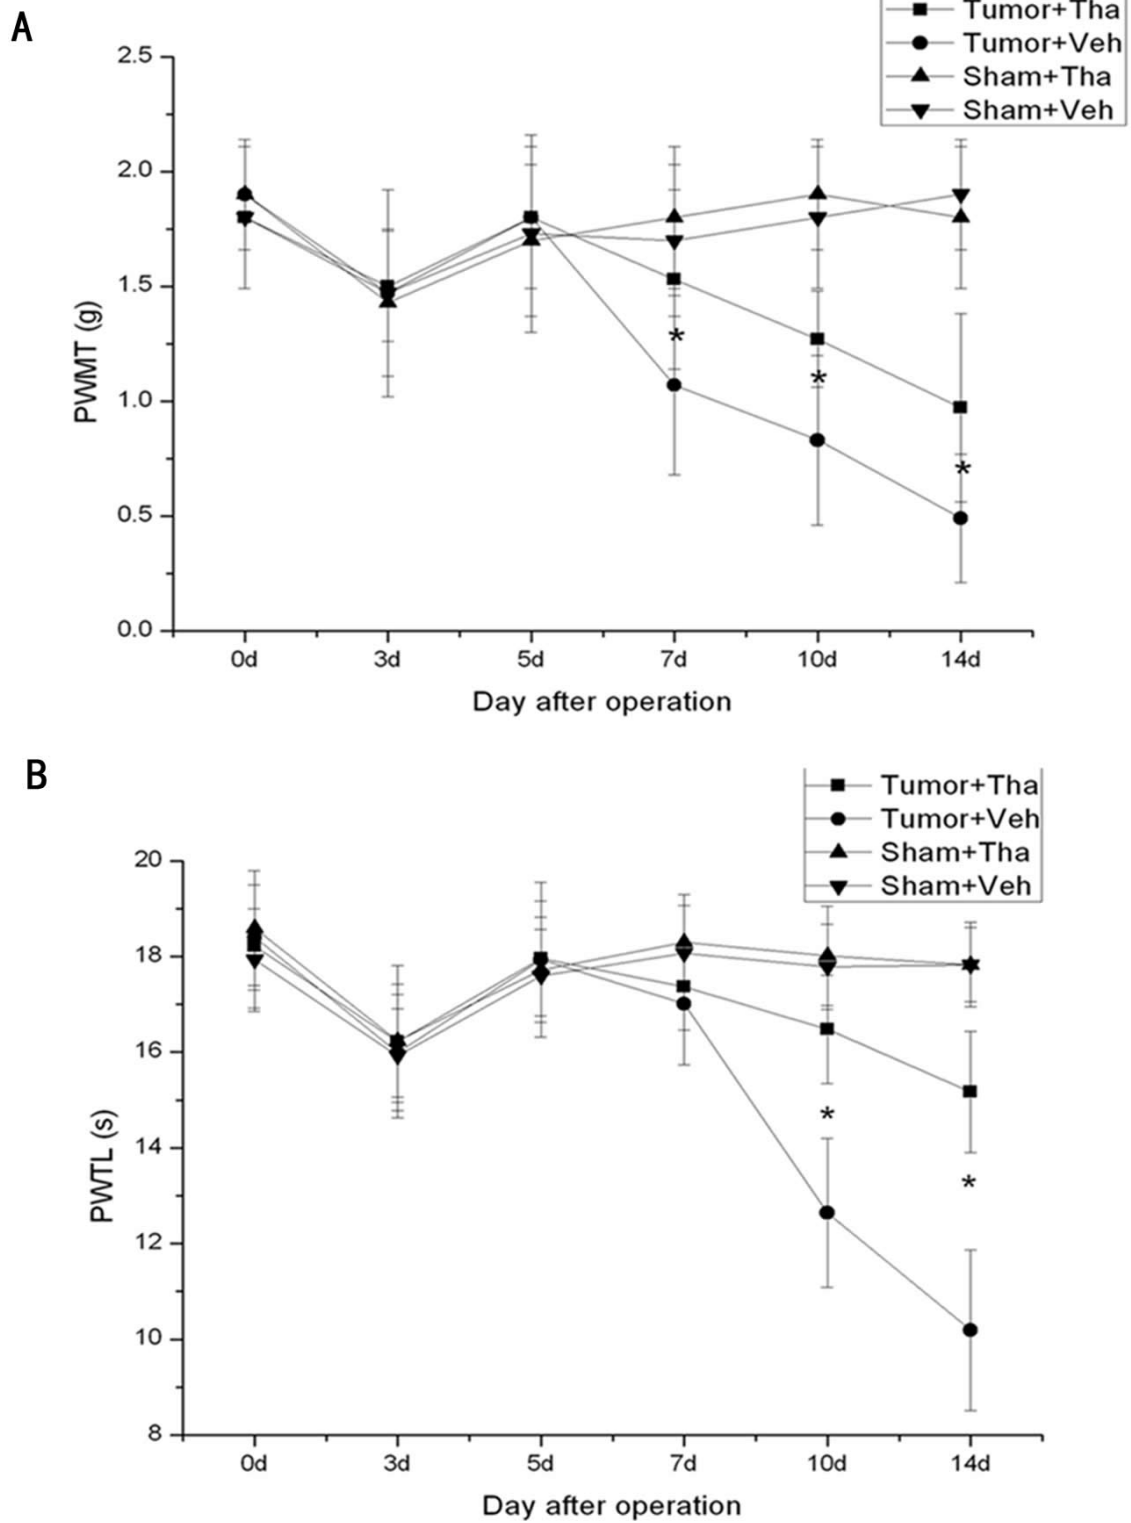 A
Tumor+Tha
Tumor+Veh
Sham+Tha
Sham+Veh
2.5
2.0
1.5
1.0
0.5
0.0
PWMT (g)
*
*
*
0d 3d 5d 7d 10d 14d
Day after operation
B
Tumor+Tha
Tumor+Veh
Sham+Tha
Sham+Veh
20
18
16
14
12
10
8
PWTL (s)
*
*
0d 3d 5d 7d 10d 14d
Day after operation